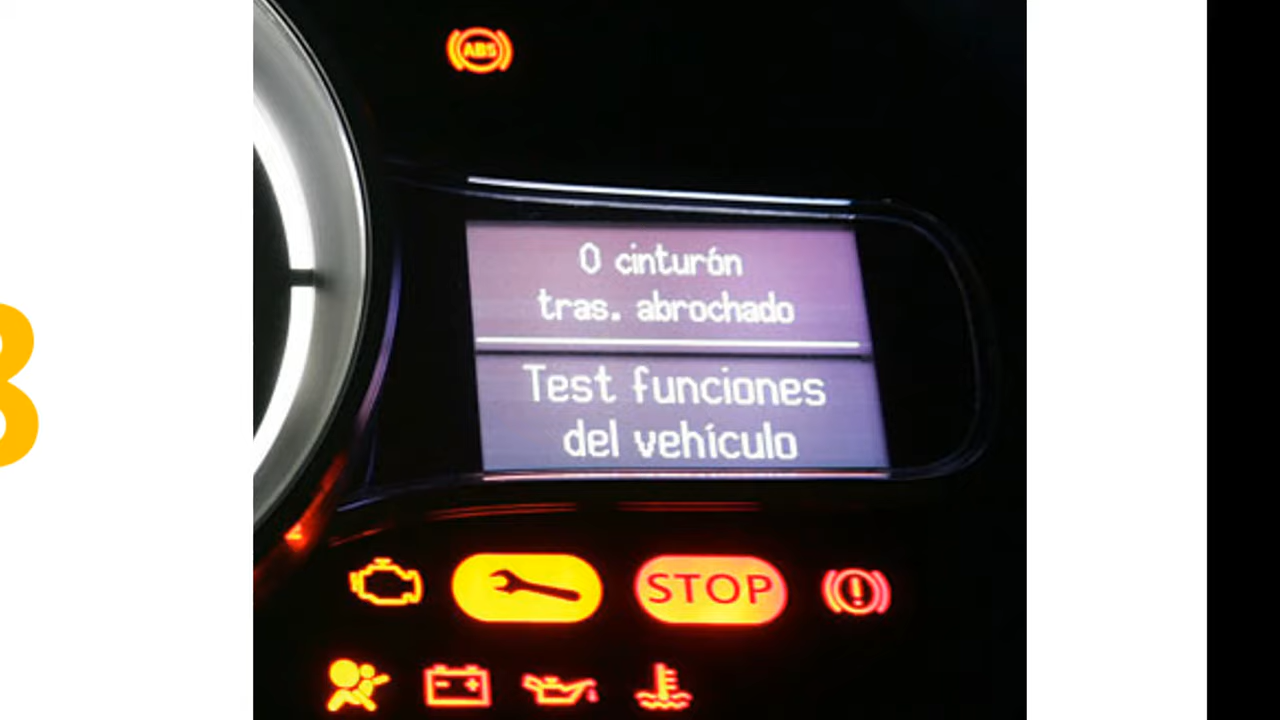 ABS
0 cinturón
tras. abrochado
Test funciones
del vehículo
STOP